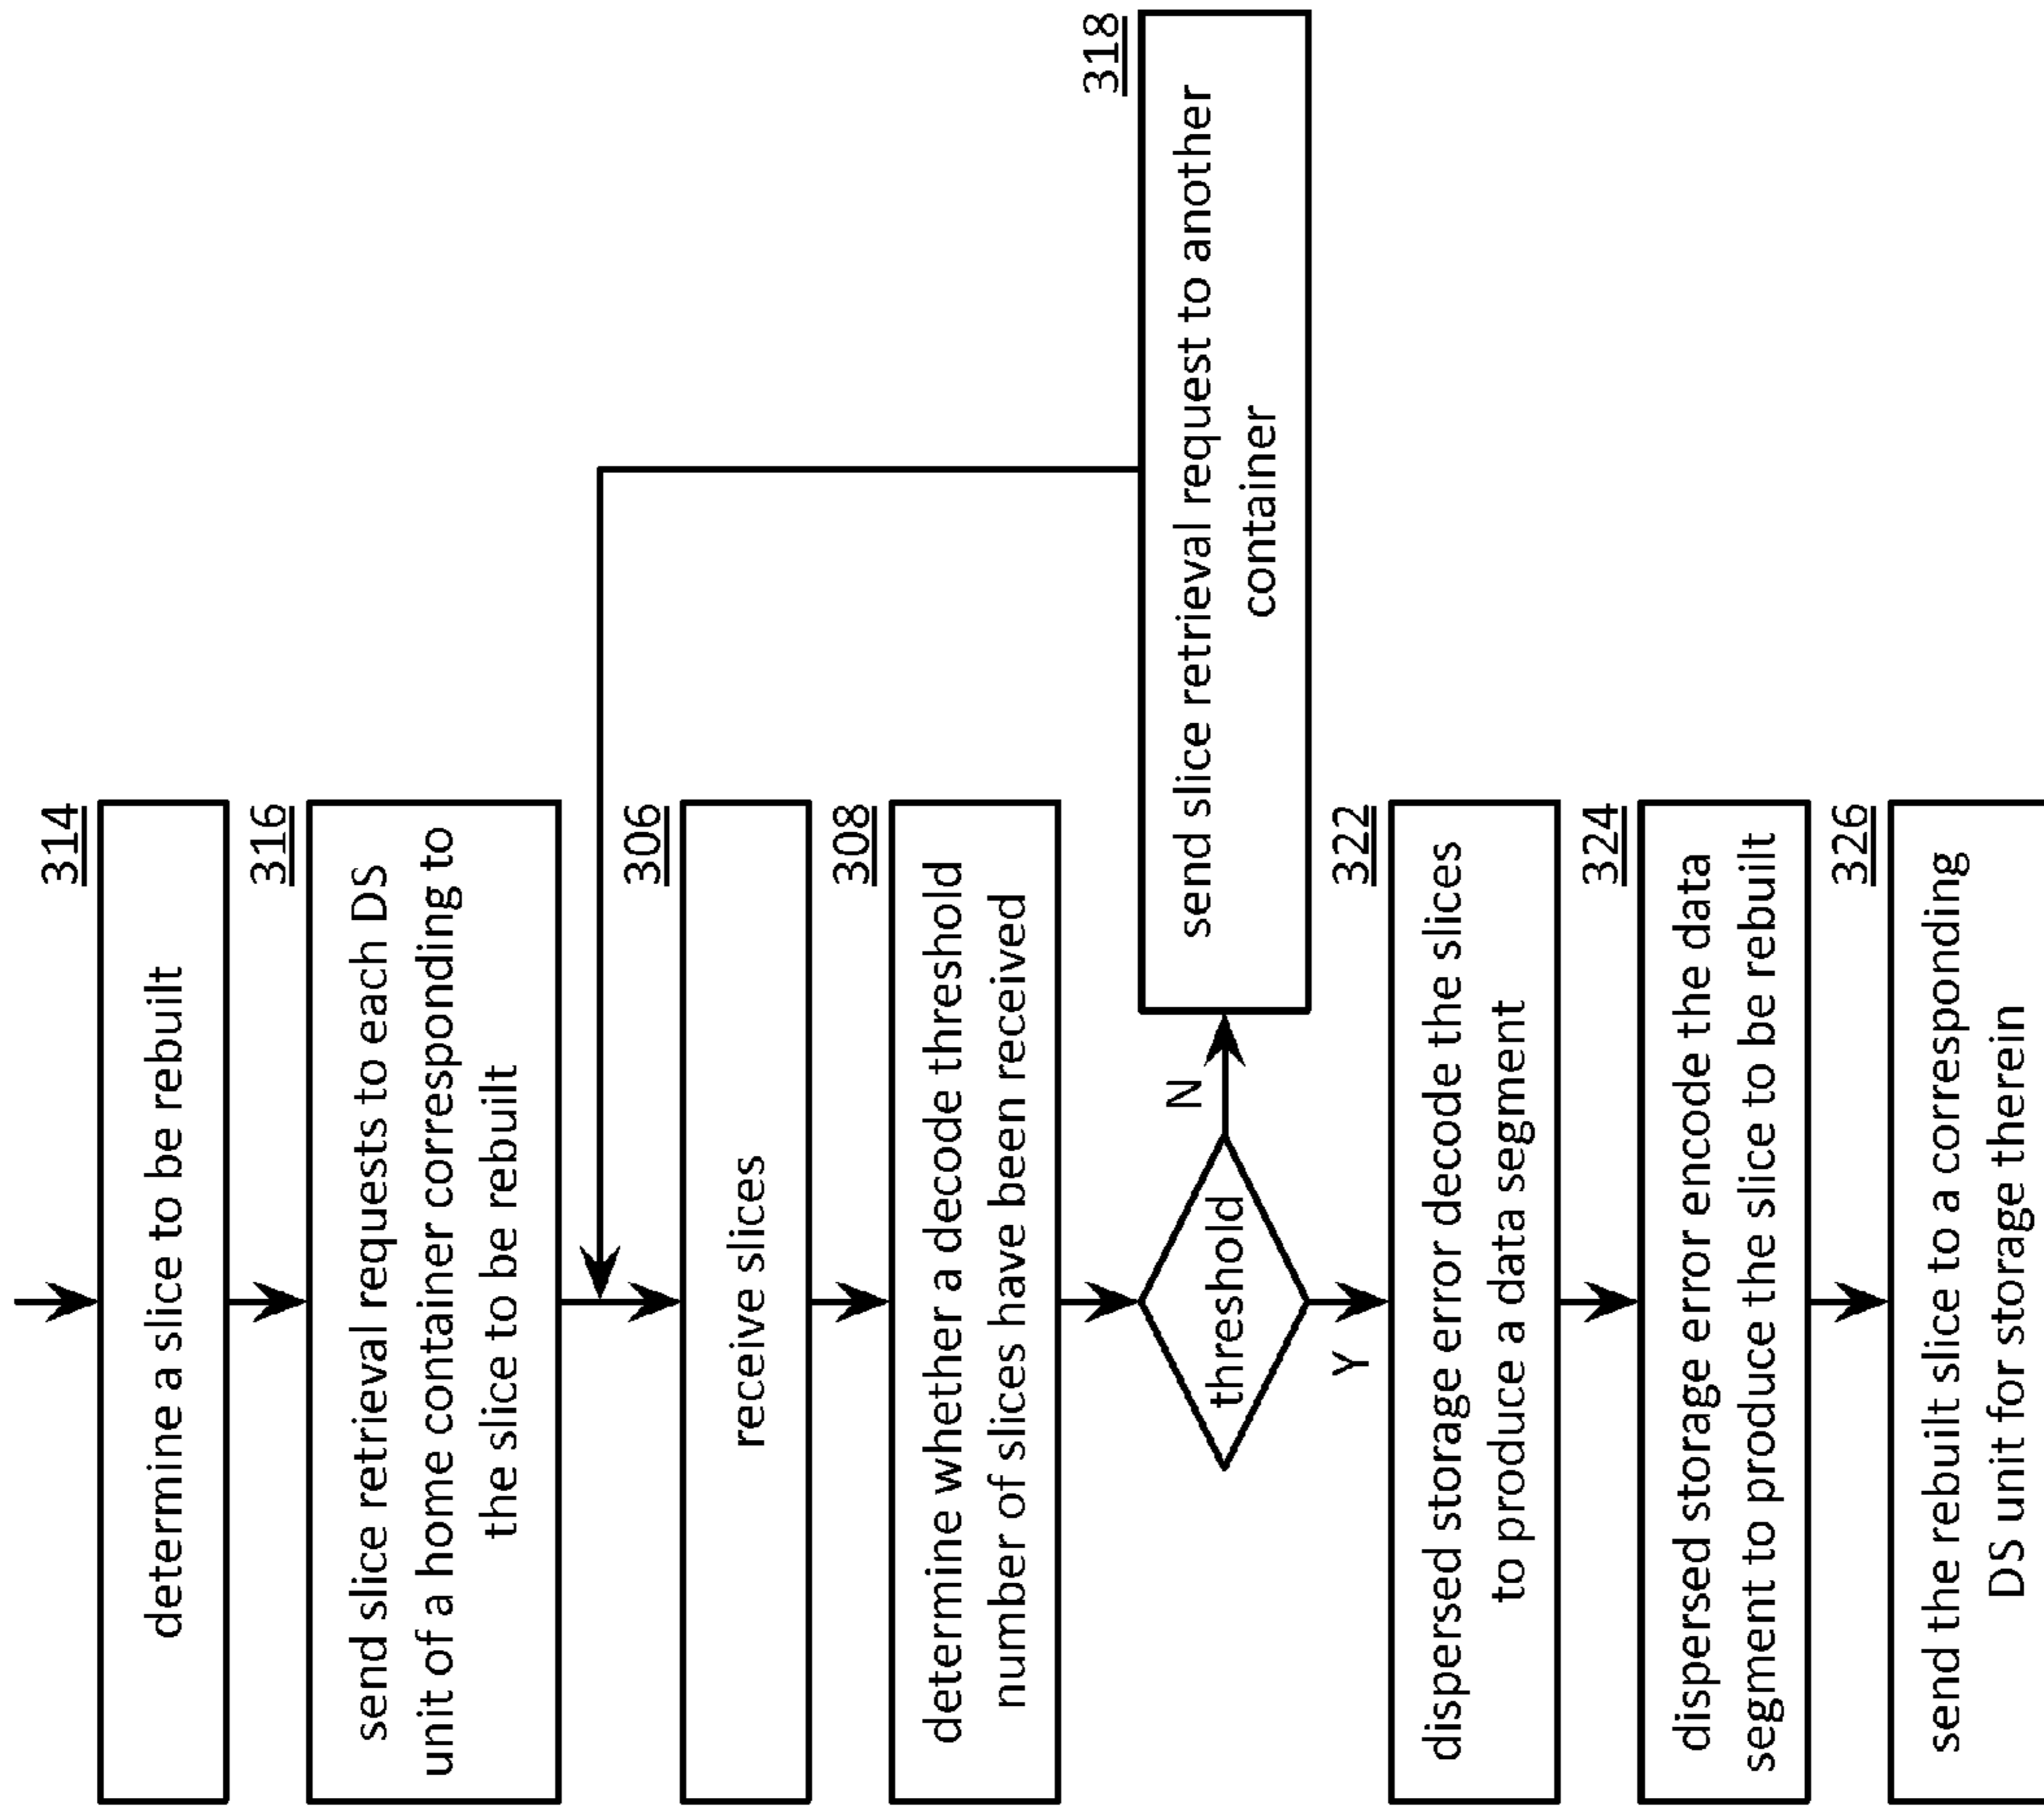 314
determine a slice to be rebuilt
316
send slice retrieval requests to each DS
unit of a home container corresponding to
the slice to be rebuilt
306
receive slices
308
determine whether a decode threshold
number of slices have been received
threshold
N
318
send slice retrieval request to another
container
Y
322
dispersed storage error decode the slices
to produce a data segment
324
dispersed storage error encode the data
segment to produce the slice to be rebuilt
326
send the rebuilt slice to a corresponding
DS unit for storage therein